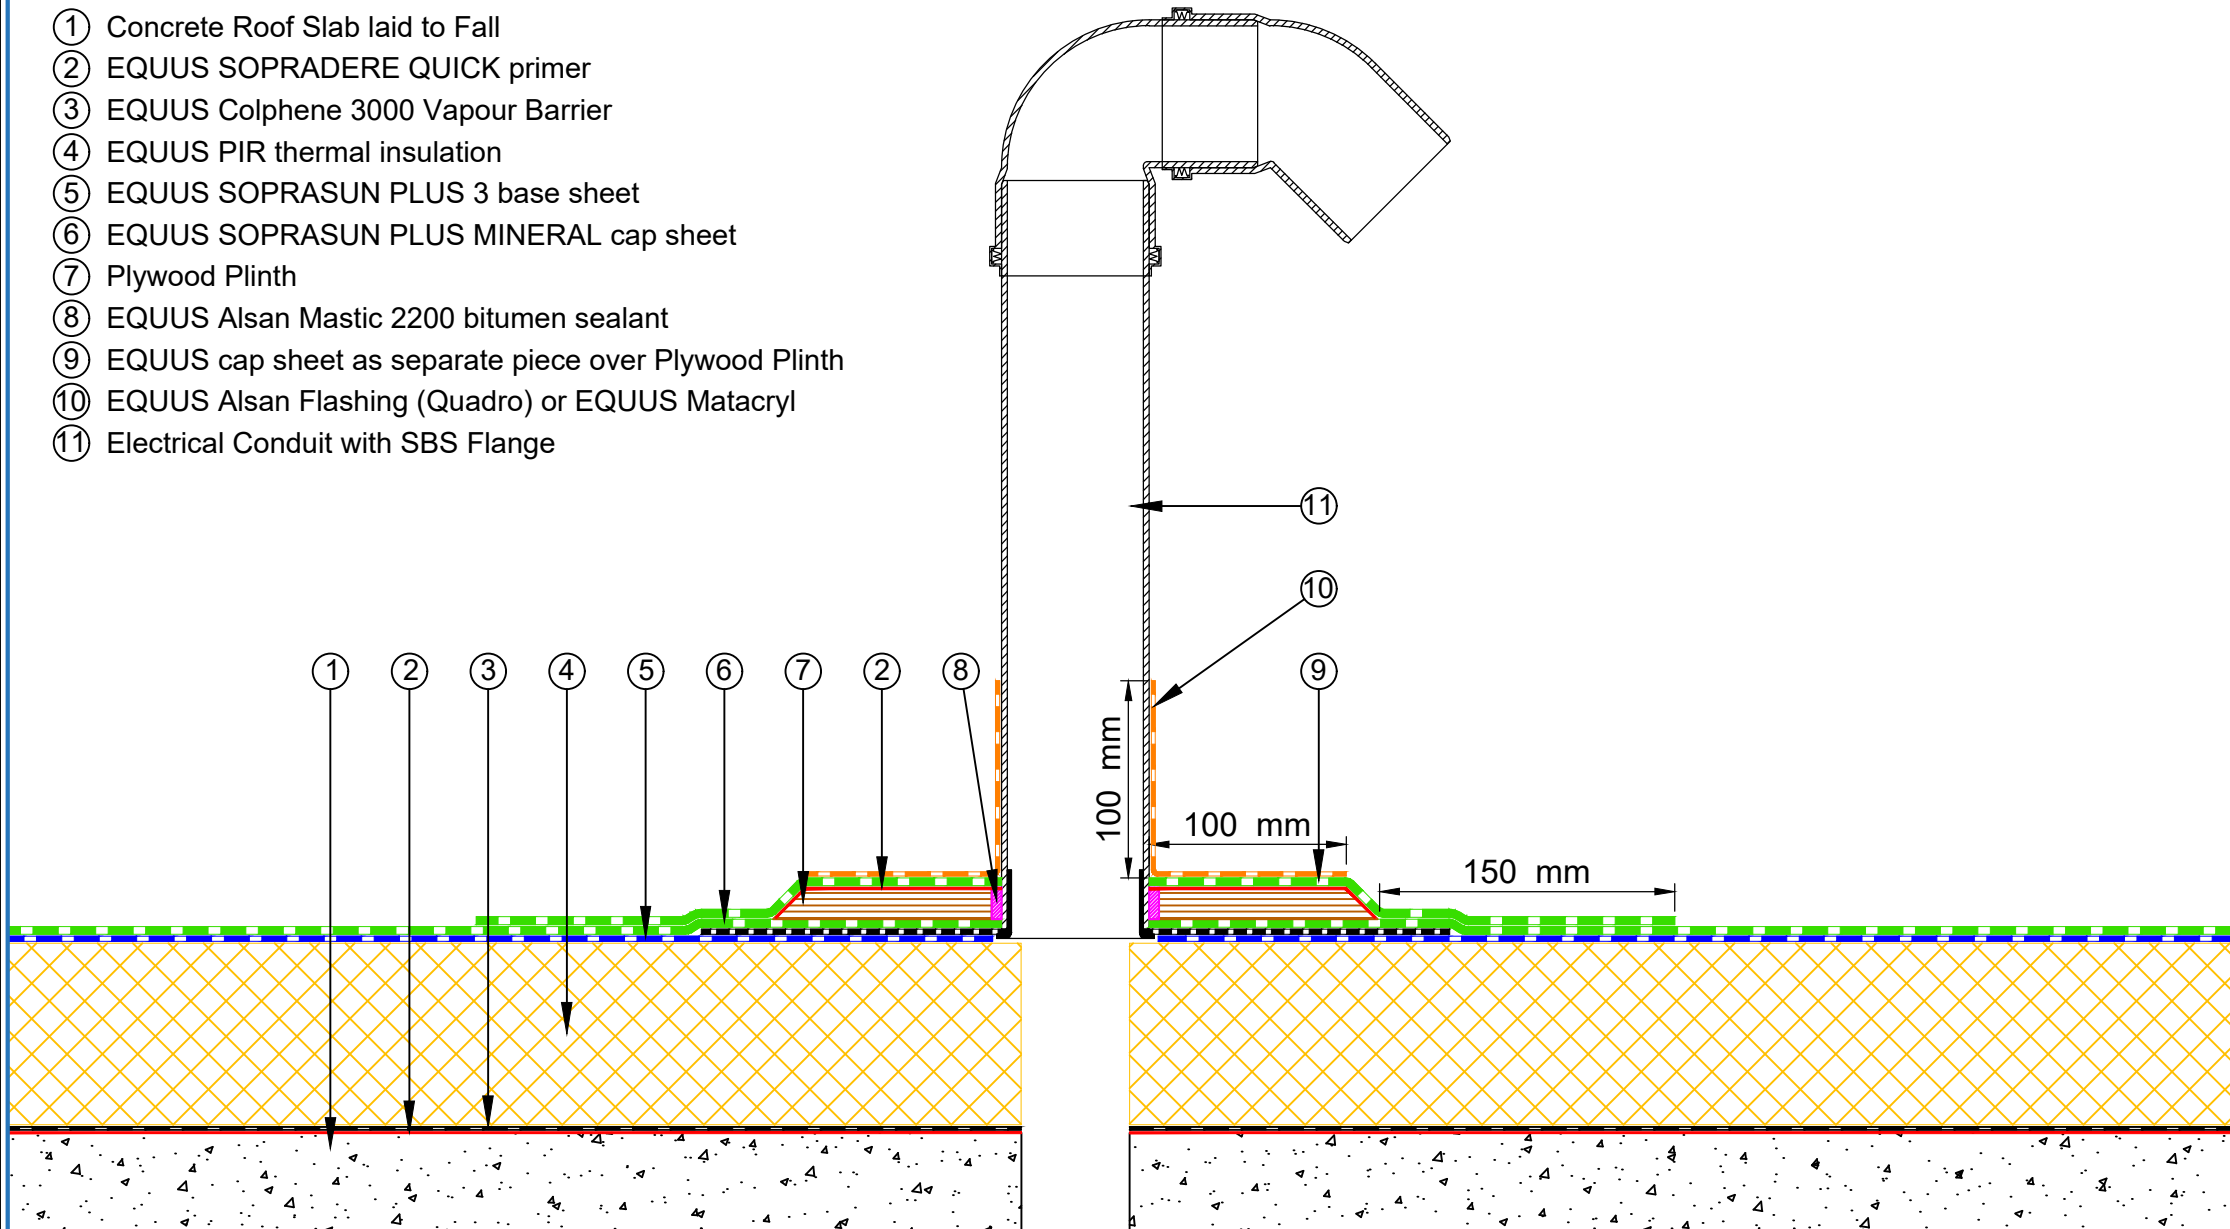 1 Concrete Roof Slab laid to Fall
2 EQUUS SOPRADERE QUICK primer
3 EQUUS Colphene 3000 Vapour Barrier
4 EQUUS PIR thermal insulation
5 EQUUS SOPRASUN PLUS 3 base sheet
6 EQUUS SOPRASUN PLUS MINERAL cap sheet
7 Plywood Plinth
8 EQUUS Alsan Mastic 2200 bitumen sealant
9 EQUUS cap sheet as separate piece over Plywood Plinth
10 EQUUS Alsan Flashing (Quadro) or EQUUS Matacryl
11 Electrical Conduit with SBS Flange
11
10
1 2 3 4 5 6 7 2 8 9
100 mm
100 mm
150 mm